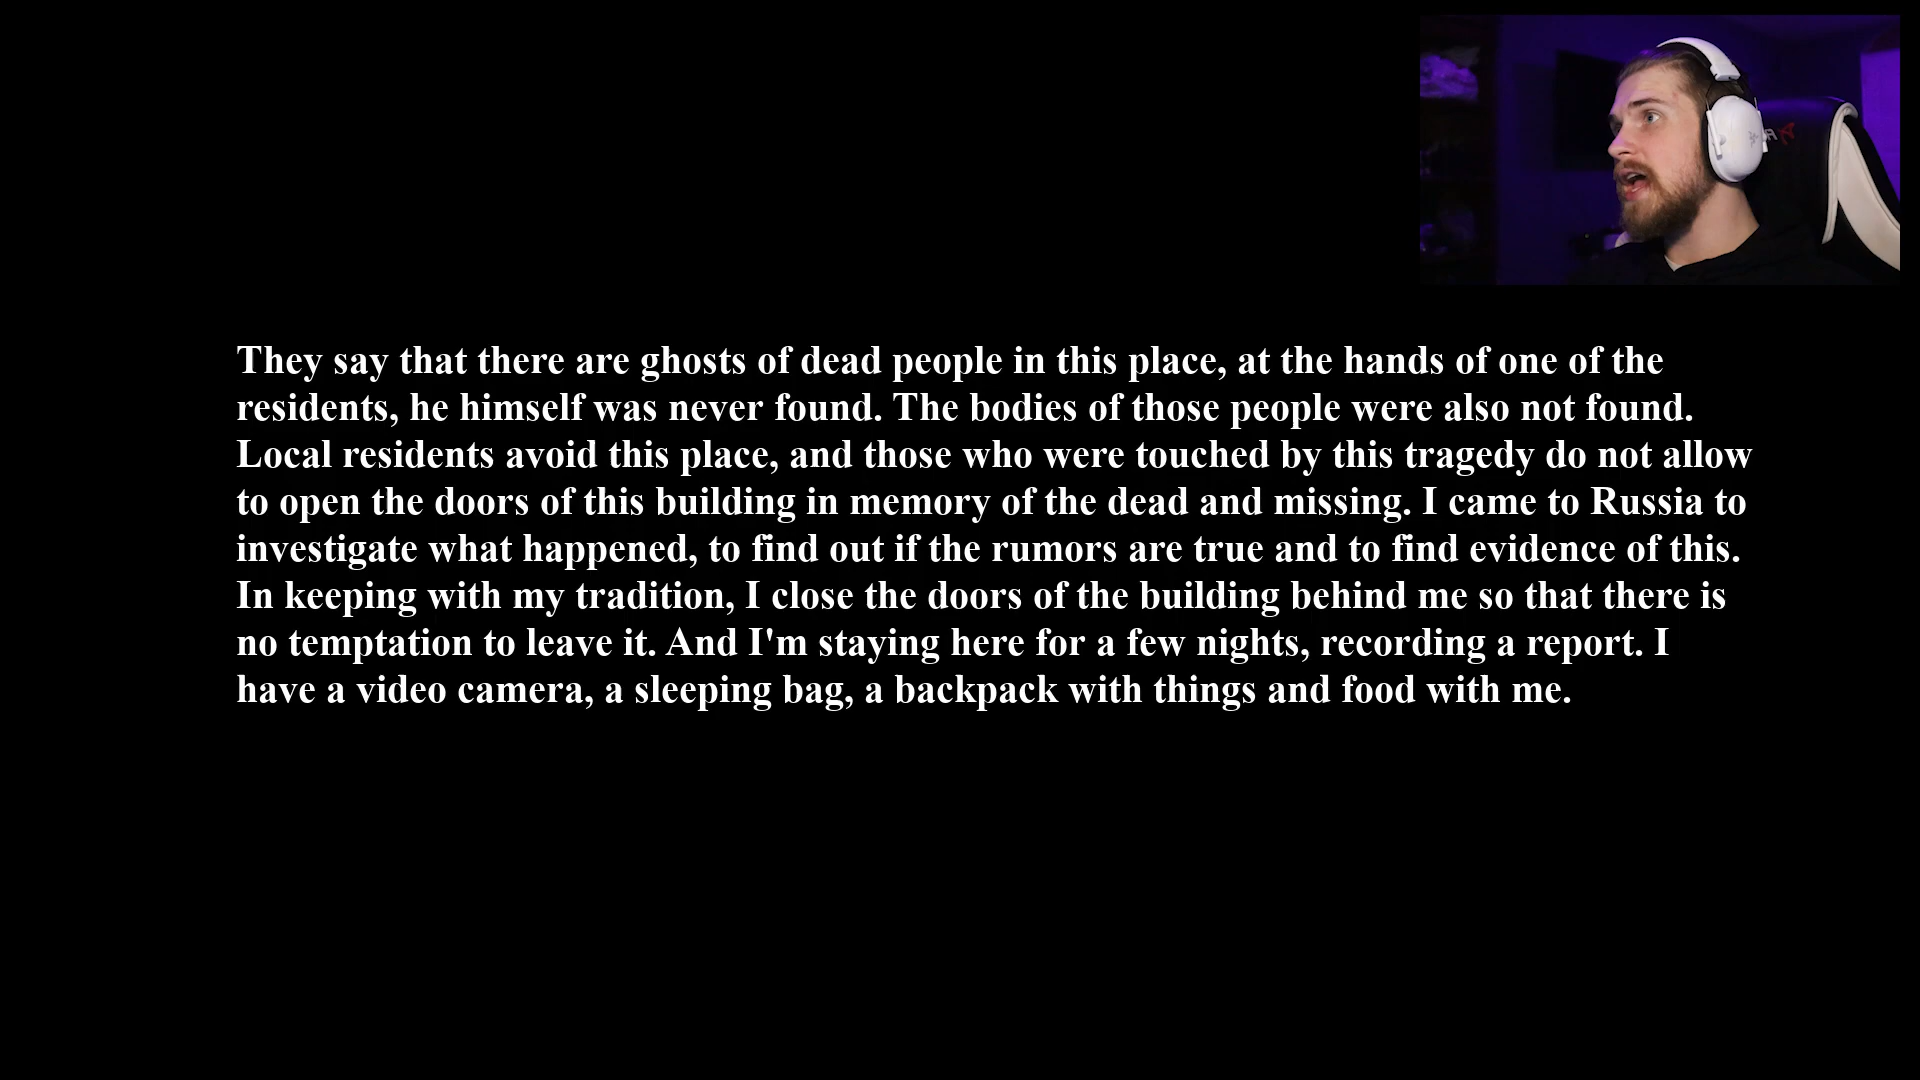 They say that there are ghosts of dead people in this place, at the hands of one of the
residents, he himself was never found. The bodies of those people were also not found.
Local residents avoid this place, and those who were touched by this tragedy do not allow
to open the doors of this building in memory of the dead and missing. I came to Russia to
investigate what happened, to find out if the rumors are true and to find evidence of this.
In keeping with my tradition, I close the doors of the building behind me so that there is
no temptation to leave it. And I'm staying here for a few nights, recording a report. I
have a video camera, a sleeping bag, a backpack with things and food with me.